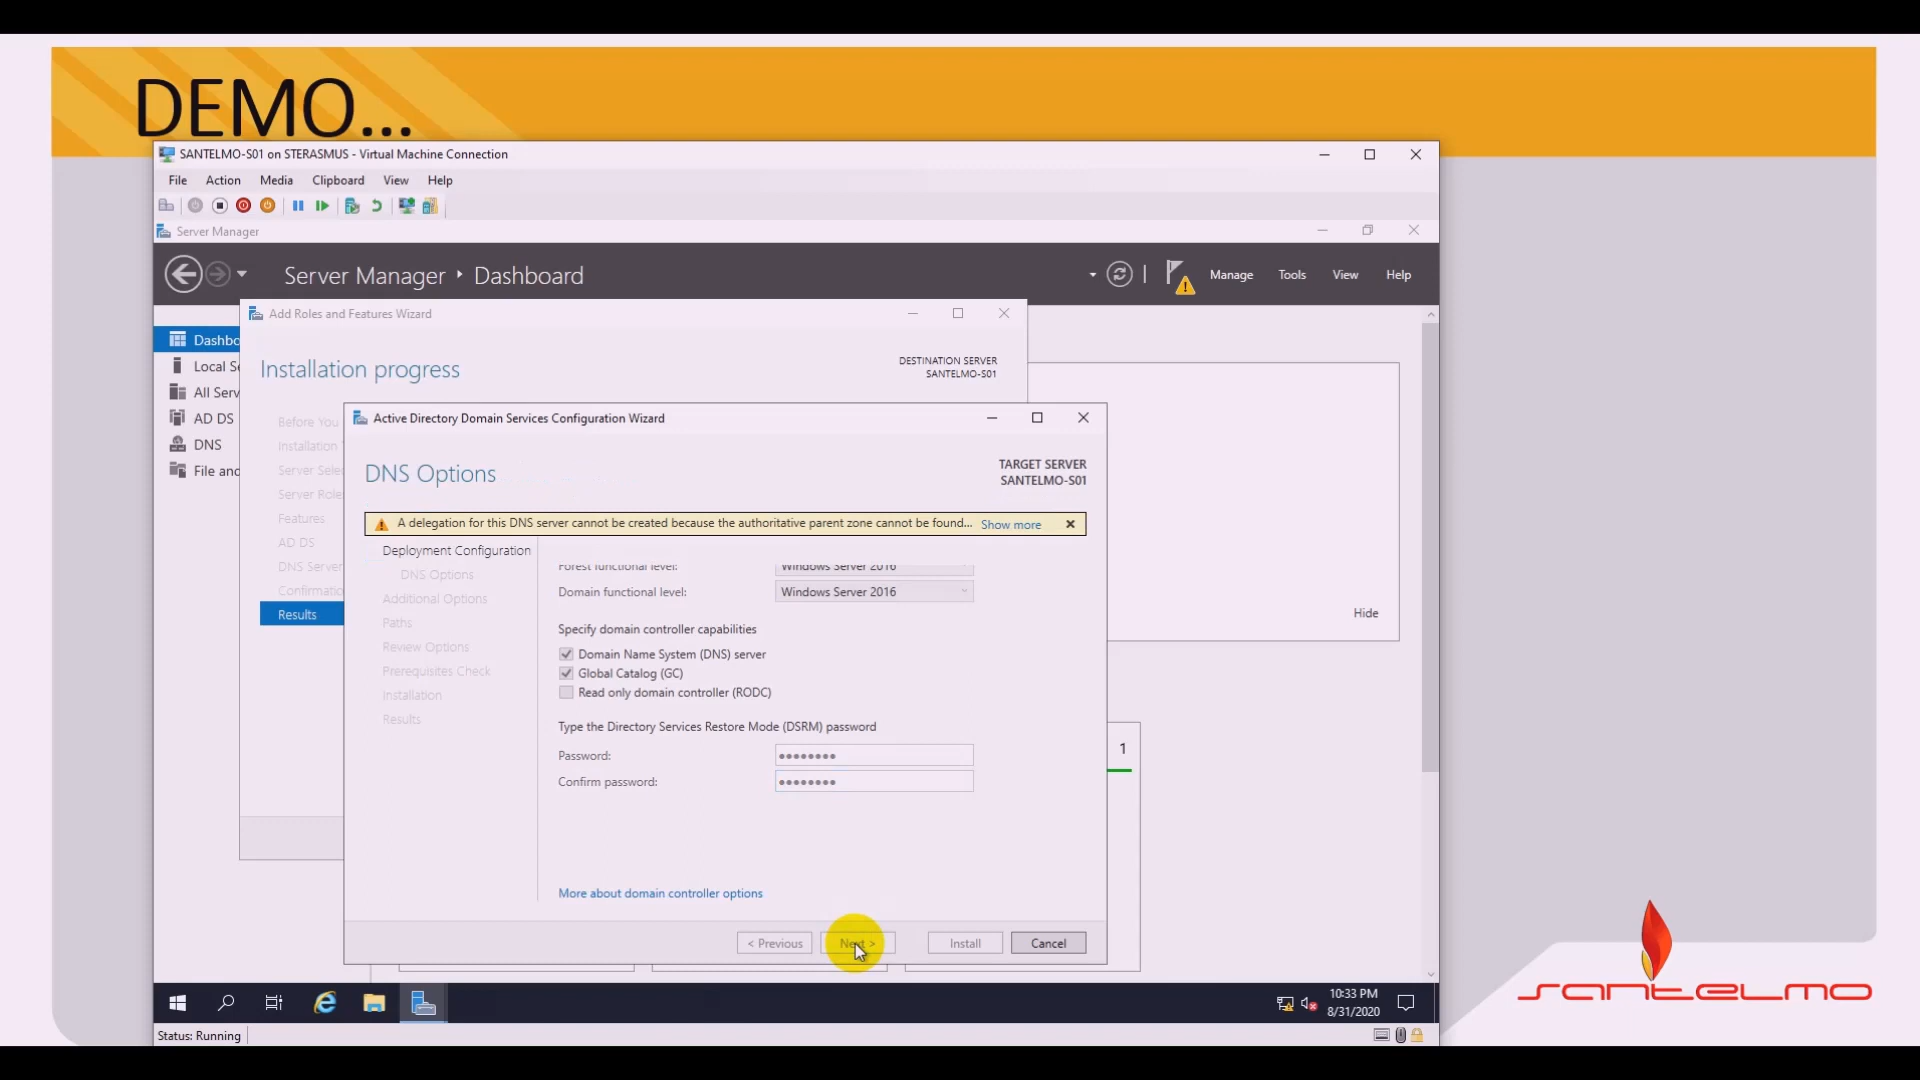 DEMO...
SANTELMO-S01 on STERASMUS - Virtual Machine Connection
File Action Media Clipboard View Help
Server Manager
Server Manager Dashboard
Manage Tools View Help
Add Roles and Features Wizard
Installation progress
DESTINATION SERVER
SANTELMO-S01
Dashbo
Local Se
All Serv
AD DS
DNS
File and
Before You
Installation
Server Selec
Server Role
Features
AD DS
DNS Server
Confirmatio
Results
Active Directory Domain Services Configuration Wizard
DNS Options
TARGET SERVER
SANTELMO-S01
A delegation for this DNS server cannot be created because the authoritative parent zone cannot be found... Show more
Deployment Configuration
DNS Options
Additional Options
Paths
Review Options
Prerequisites Check
Installation
Results
Forest functional level: Windows Server 2016
Domain functional level: Windows Server 2016
Specify domain controller capabilities
Domain Name System (DNS) server
Global Catalog (GC)
Read only domain controller (RODC)
Type the Directory Services Restore Mode (DSRM) password
Password: ••••••••
Confirm password: ••••••••
More about domain controller options
< Previous Next > Install Cancel
Hide
1
10:33 PM
8/31/2020
Status: Running
santelmo